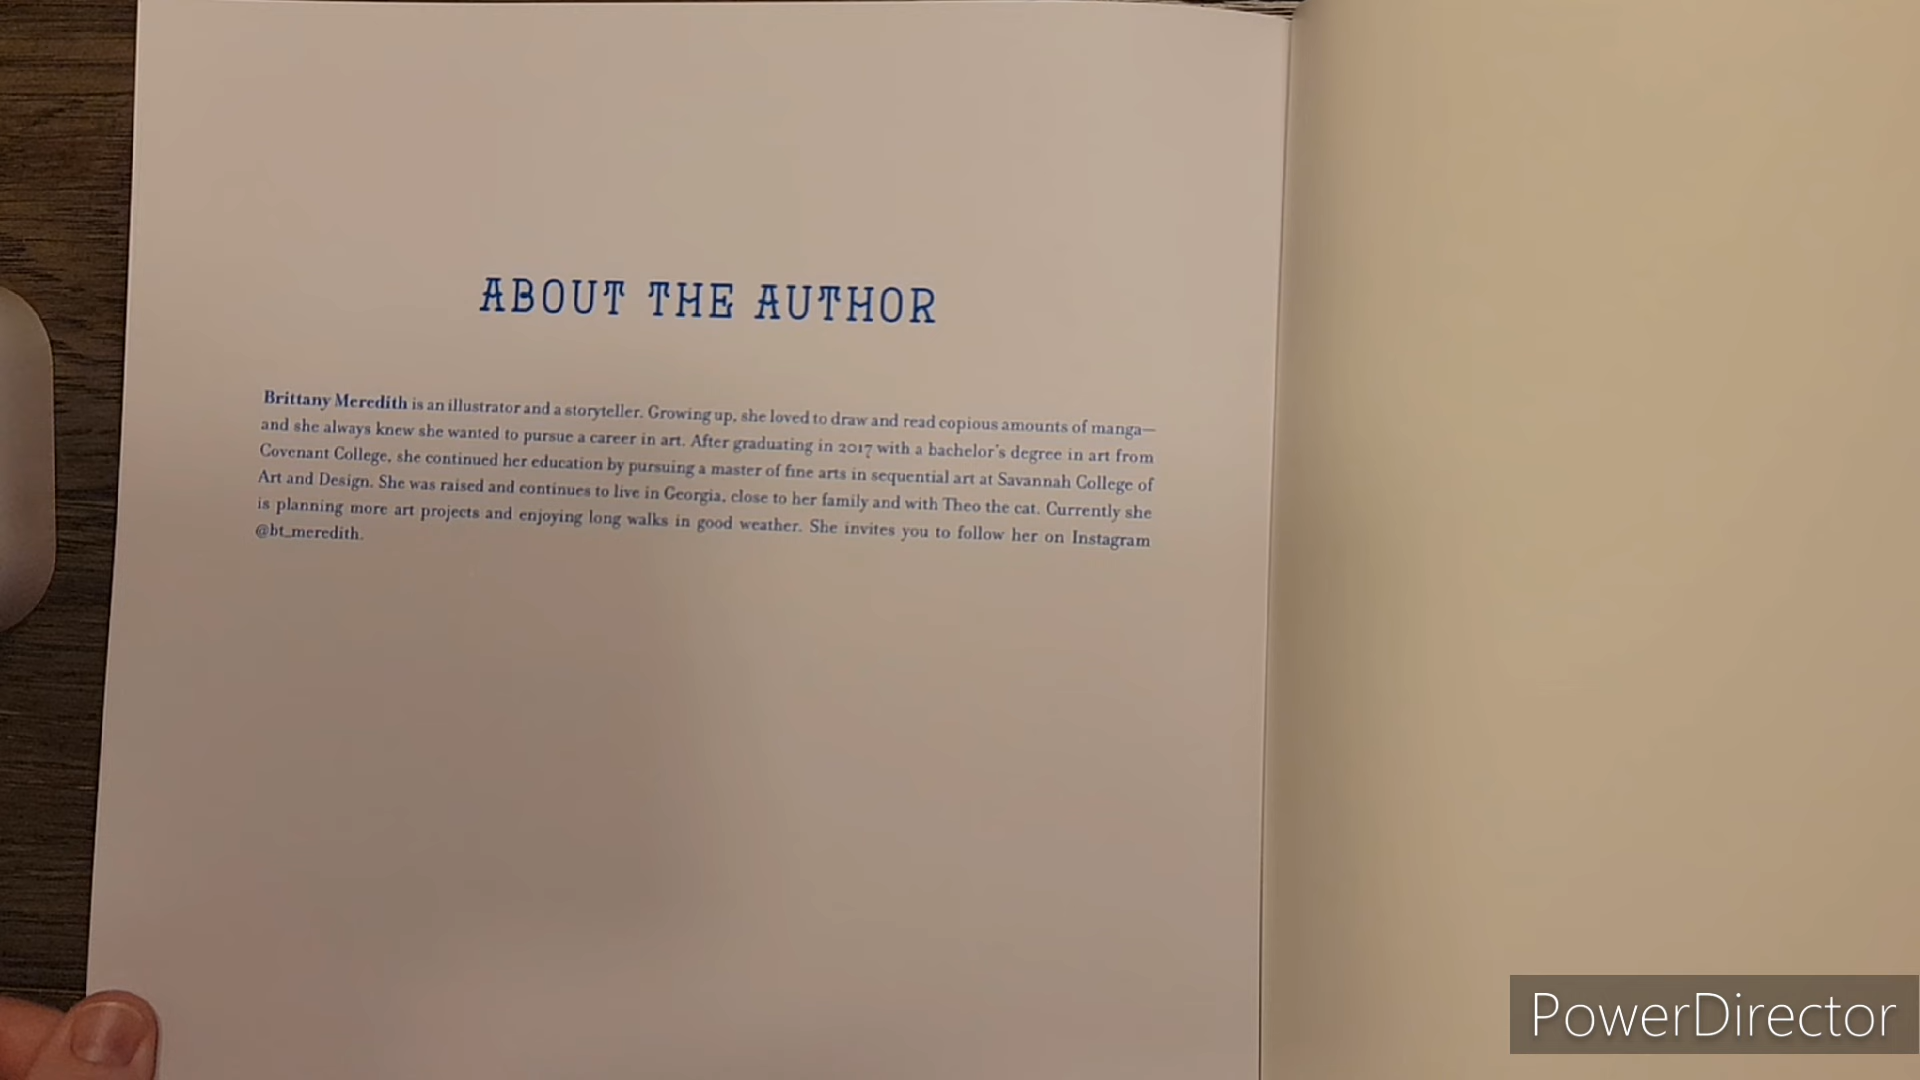 ABOUT THE AUTHOR
Brittany Meredith is an illustrator and a storyteller. Growing up, she loved to draw and read copious amounts of manga—
and she always knew she wanted to pursue a career in art. After graduating in 2017 with a bachelor's degree in art from
Covenant College, she continued her education by pursuing a master of fine arts in sequential art at Savannah College of
Art and Design. She was raised and continues to live in Georgia, close to her family and with Theo the cat. Currently she
is planning more art projects and enjoying long walks in good weather. She invites you to follow her on Instagram
@bt_meredith.
PowerDirector